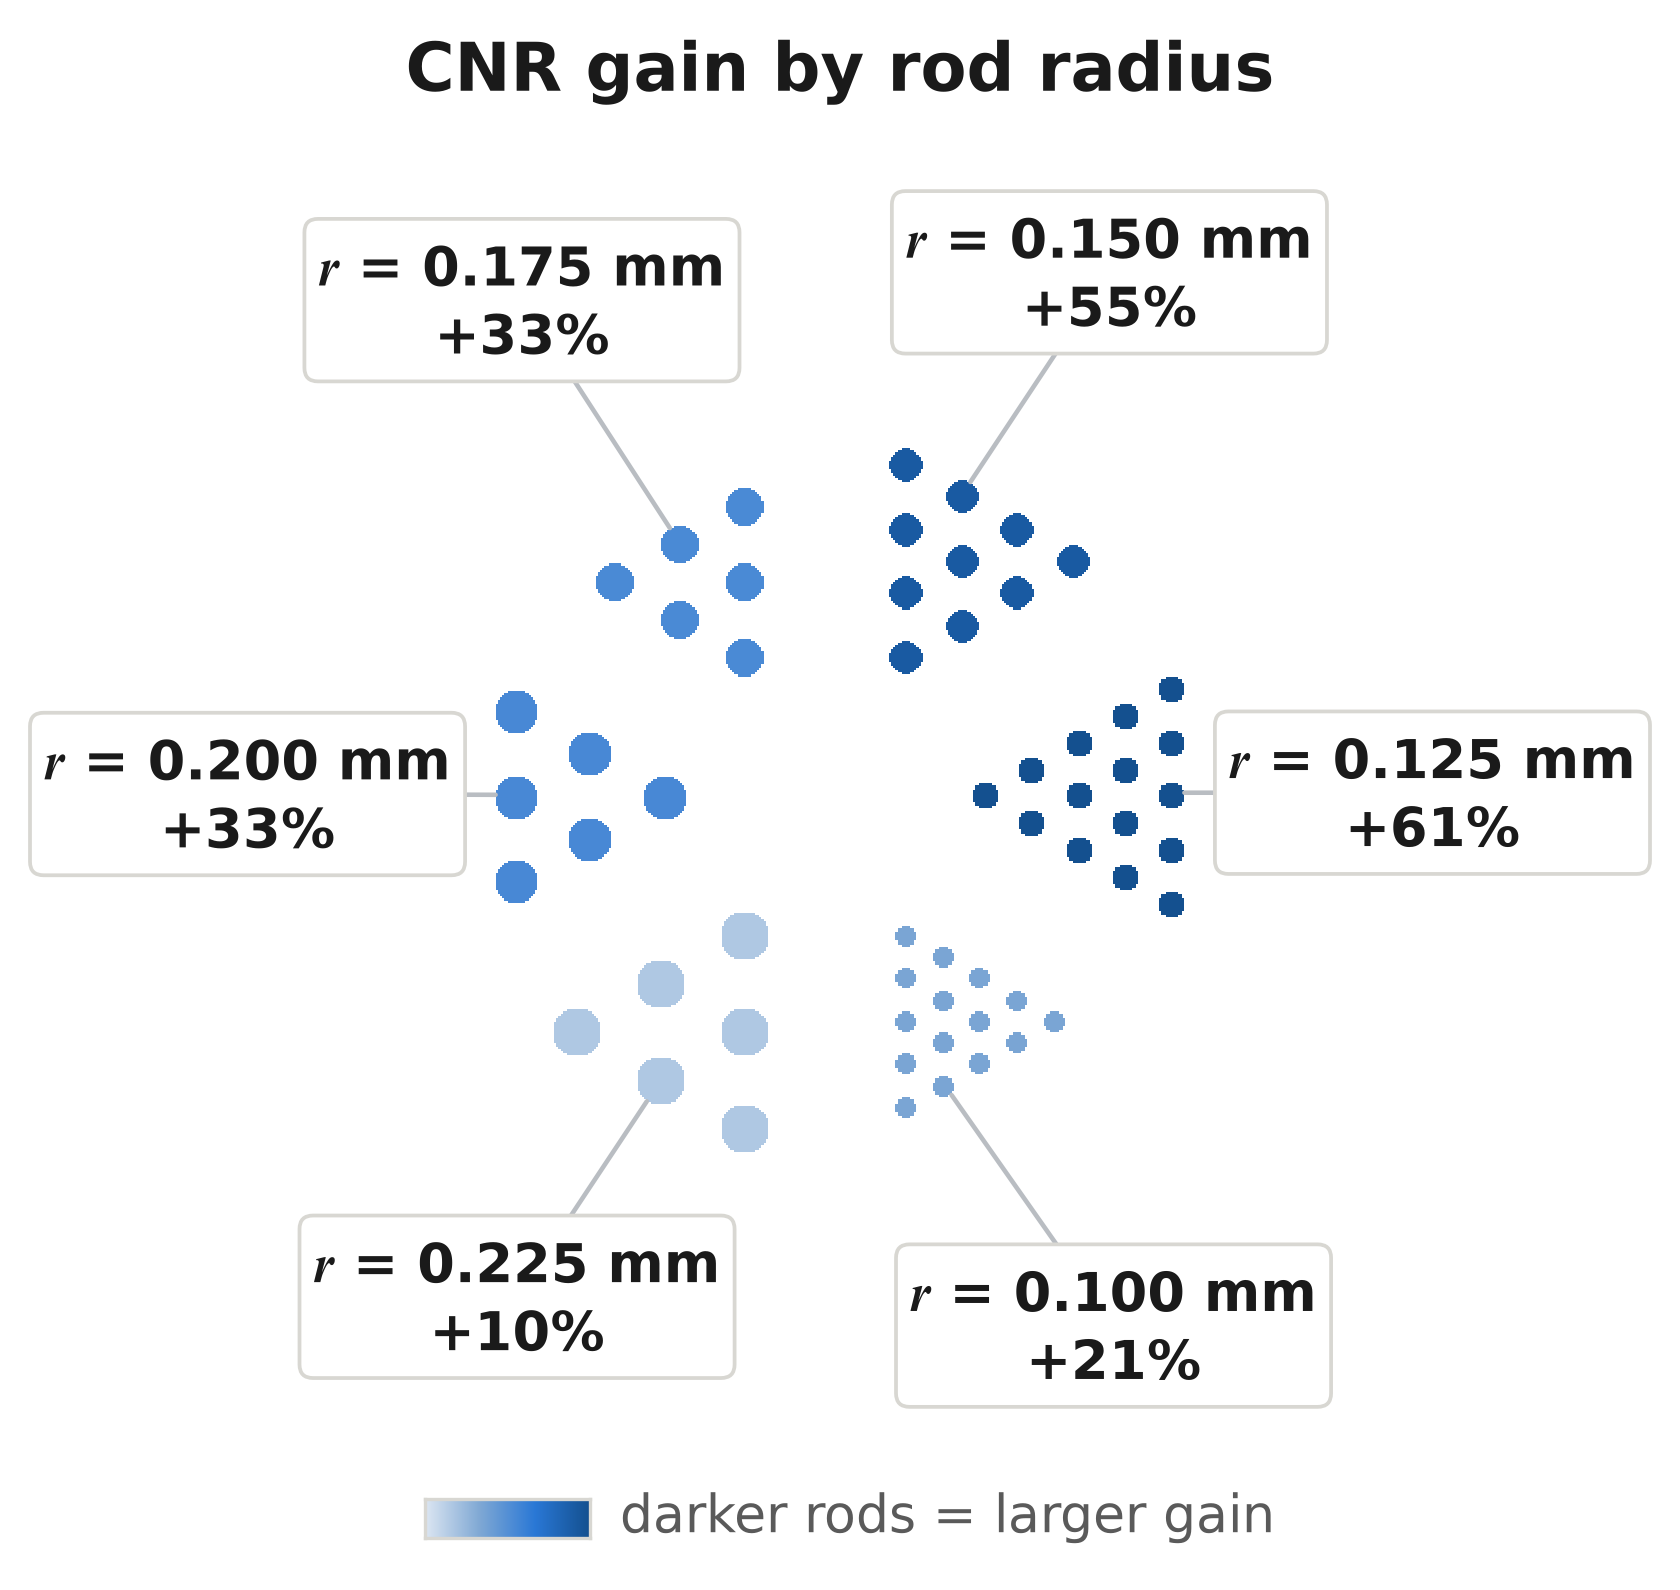 CNR gain by rod radius
r = 0.175 mm
+33%
r = 0.150 mm
+55%
r = 0.200 mm
+33%
r = 0.125 mm
+61%
r = 0.225 mm
+10%
r = 0.100 mm
+21%
darker rods = larger gain